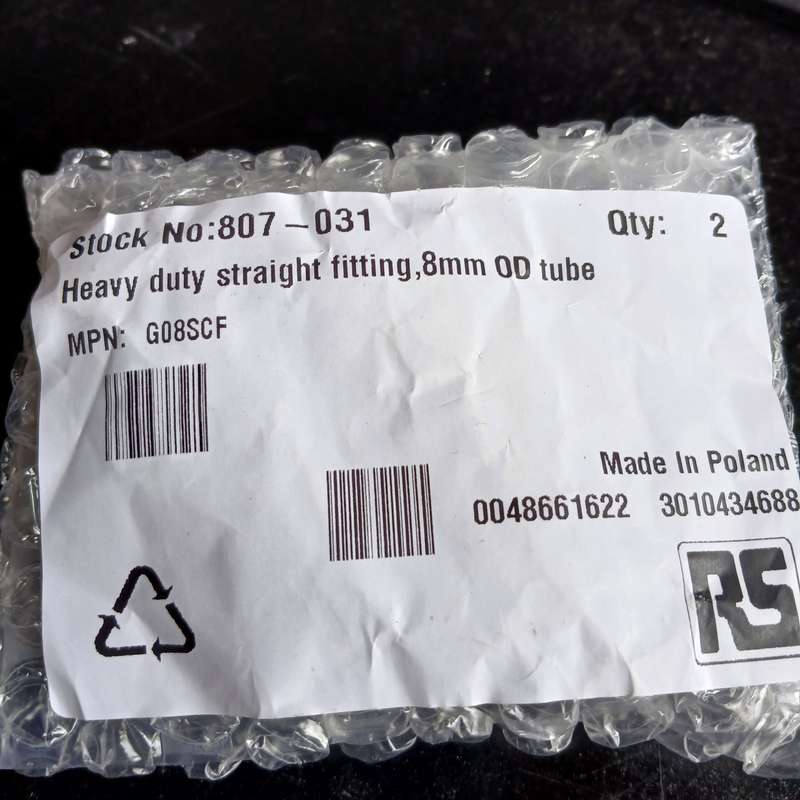 Stock No:807-031 Qty: 2
Heavy duty straight fitting,8mm OD tube
MPN: G08SCF
Made In Poland
0048661622 3010434688
RS